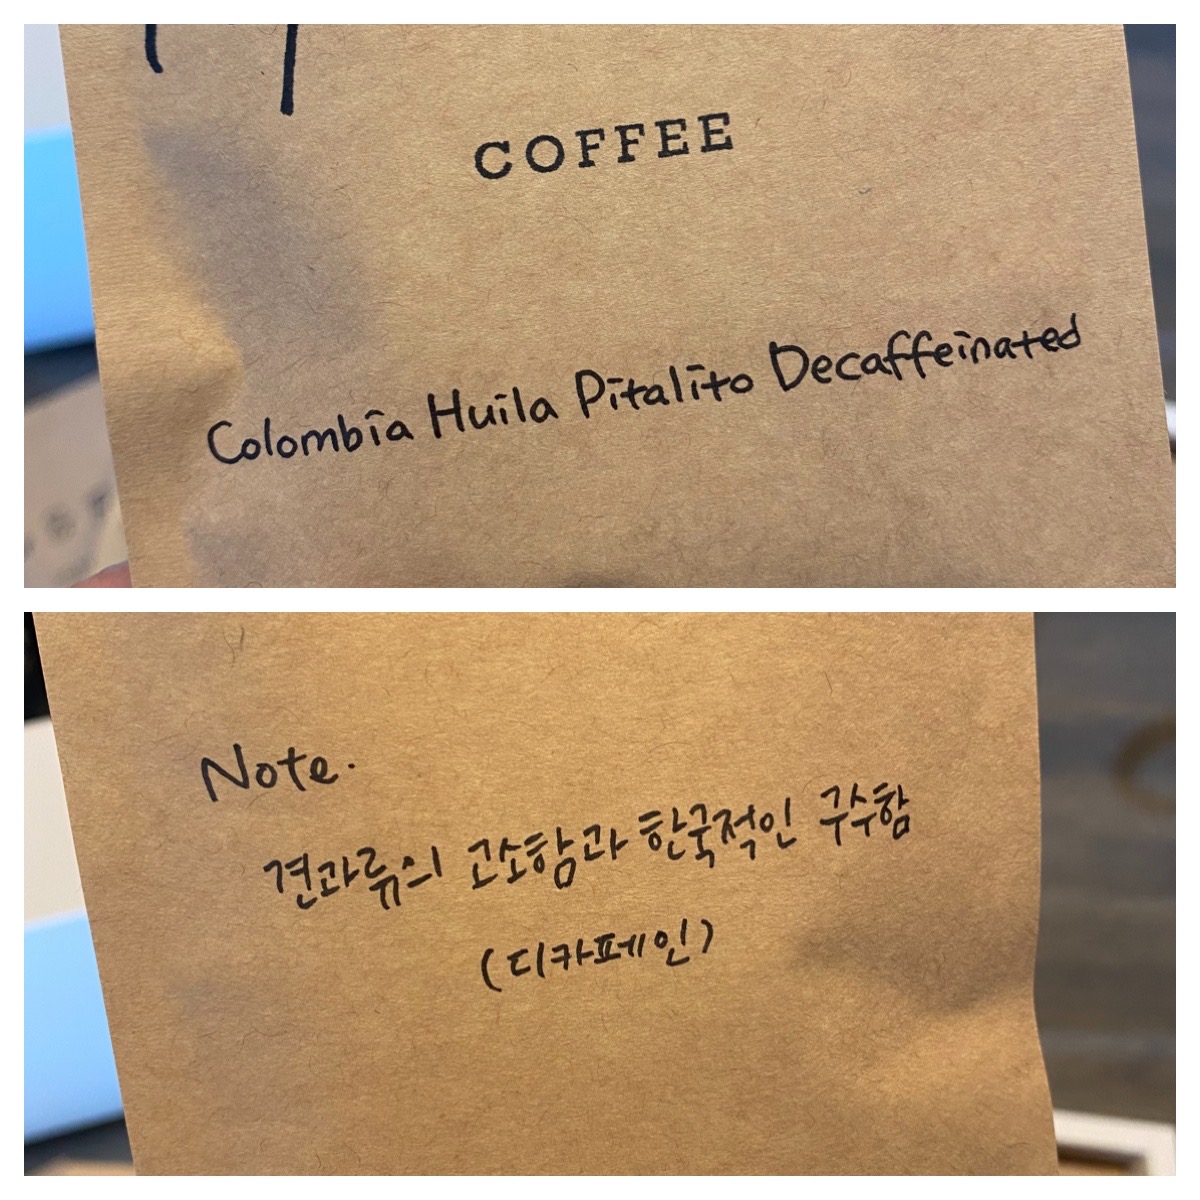 COFFEE
Colombia Huila Pitalito Decaffeinated
Note.
견과류의 고소함과 한국적인 구수함
(디카페인)